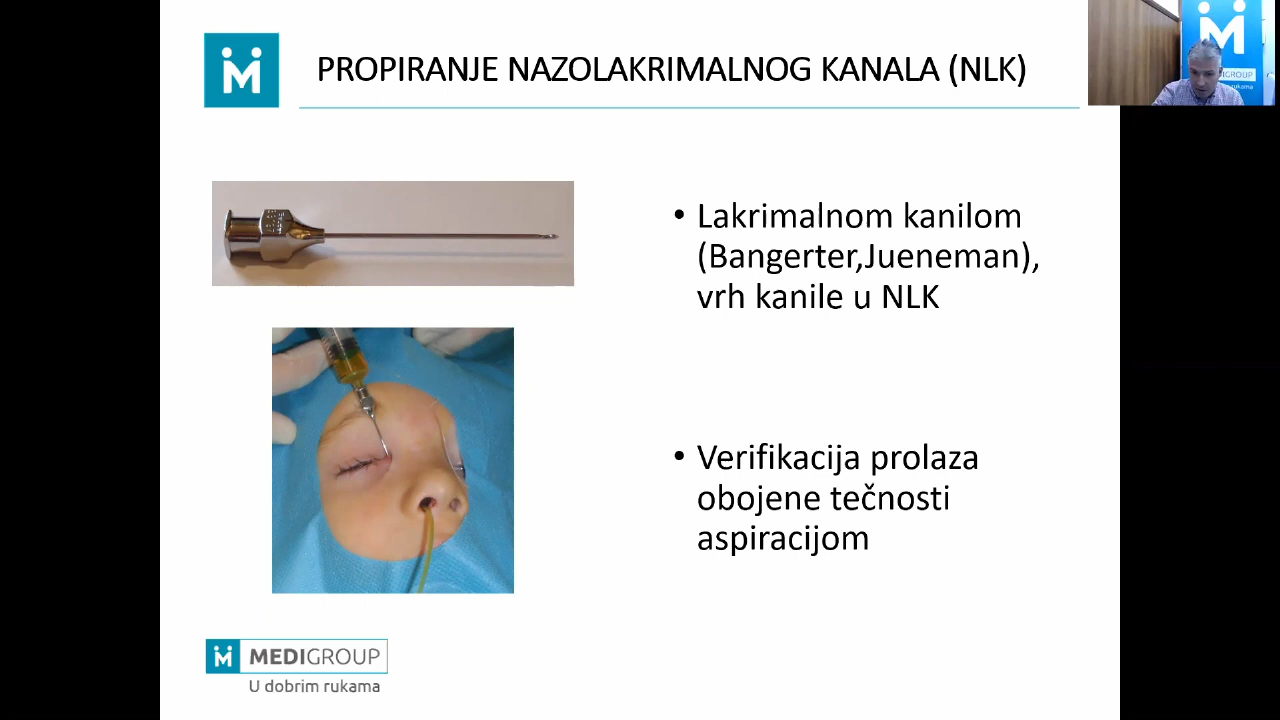 PROPIRANJE NAZOLAKRIMALNOG KANALA (NLK)
• Lakrimalnom kanilom
(Bangerter,Jueneman),
vrh kanile u NLK
• Verifikacija prolaza
obojene tečnosti
aspiracijom
MEDIGROUP
U dobrim rukama